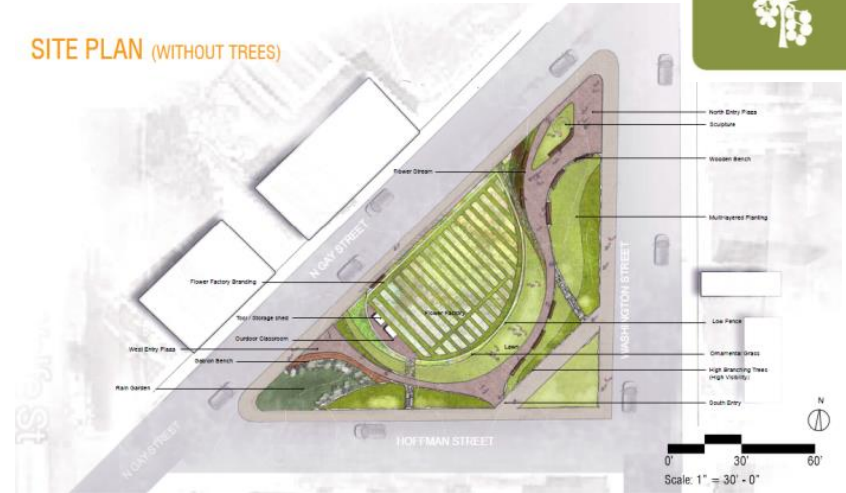 SITE PLAN (WITHOUT TREES)
North Entry Plaza
Sculpture
Wooden Bench
Flower Stream
Multi-layered Planting
N GAY STREET
WASHINGTON STREET
Flower Factory Branding
Tool / Storage shed
Flower Factory
Low Fence
Outdoor Classroom
West Entry Plaza
Lawn
Ornamental Grass
Gabion Bench
High Branching Trees
(High Visibility)
Rain Garden
South Entry
N
HOFFMAN STREET
N GAY STREET
0'
30'
60'
Scale: 1" = 30' - 0"